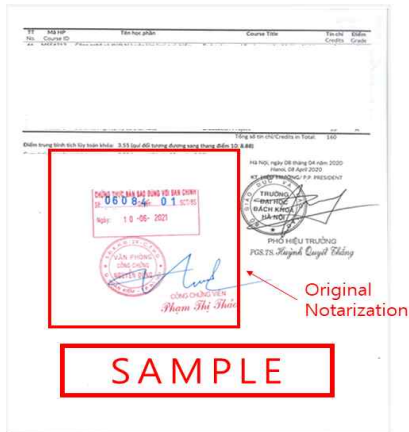 TT Mã HP Tên học phần Course Title Tín chỉ Điểm
No. Course ID Credits Grade
Tổng số tín chỉ/Credits in Total: 160
Điểm trung bình tích lũy toàn khóa: 3.55 (qui đổi tương đương sang thang điểm 10: 8.88)
Hà Nội, ngày 08 tháng 04 năm 2020
Hanoi, 08 April 2020
KT. HIỆU TRƯỞNG/ P.P. PRESIDENT
CHỨNG THỰC BẢN SAO ĐÚNG VỚI BẢN CHÍNH
06084 01
Ngày: 10 -06- 2021
TRƯỜNG
ĐẠI HỌC
BÁCH KHOA
HÀ NỘI
VĂN PHÒNG
CÔNG CHỨNG
PHÓ HIỆU TRƯỞNG
PGS.TS. Huỳnh Quyết Thắng
CÔNG CHỨNG VIÊN
Phạm Thị Thảo
Original
Notarization
SAMPLE